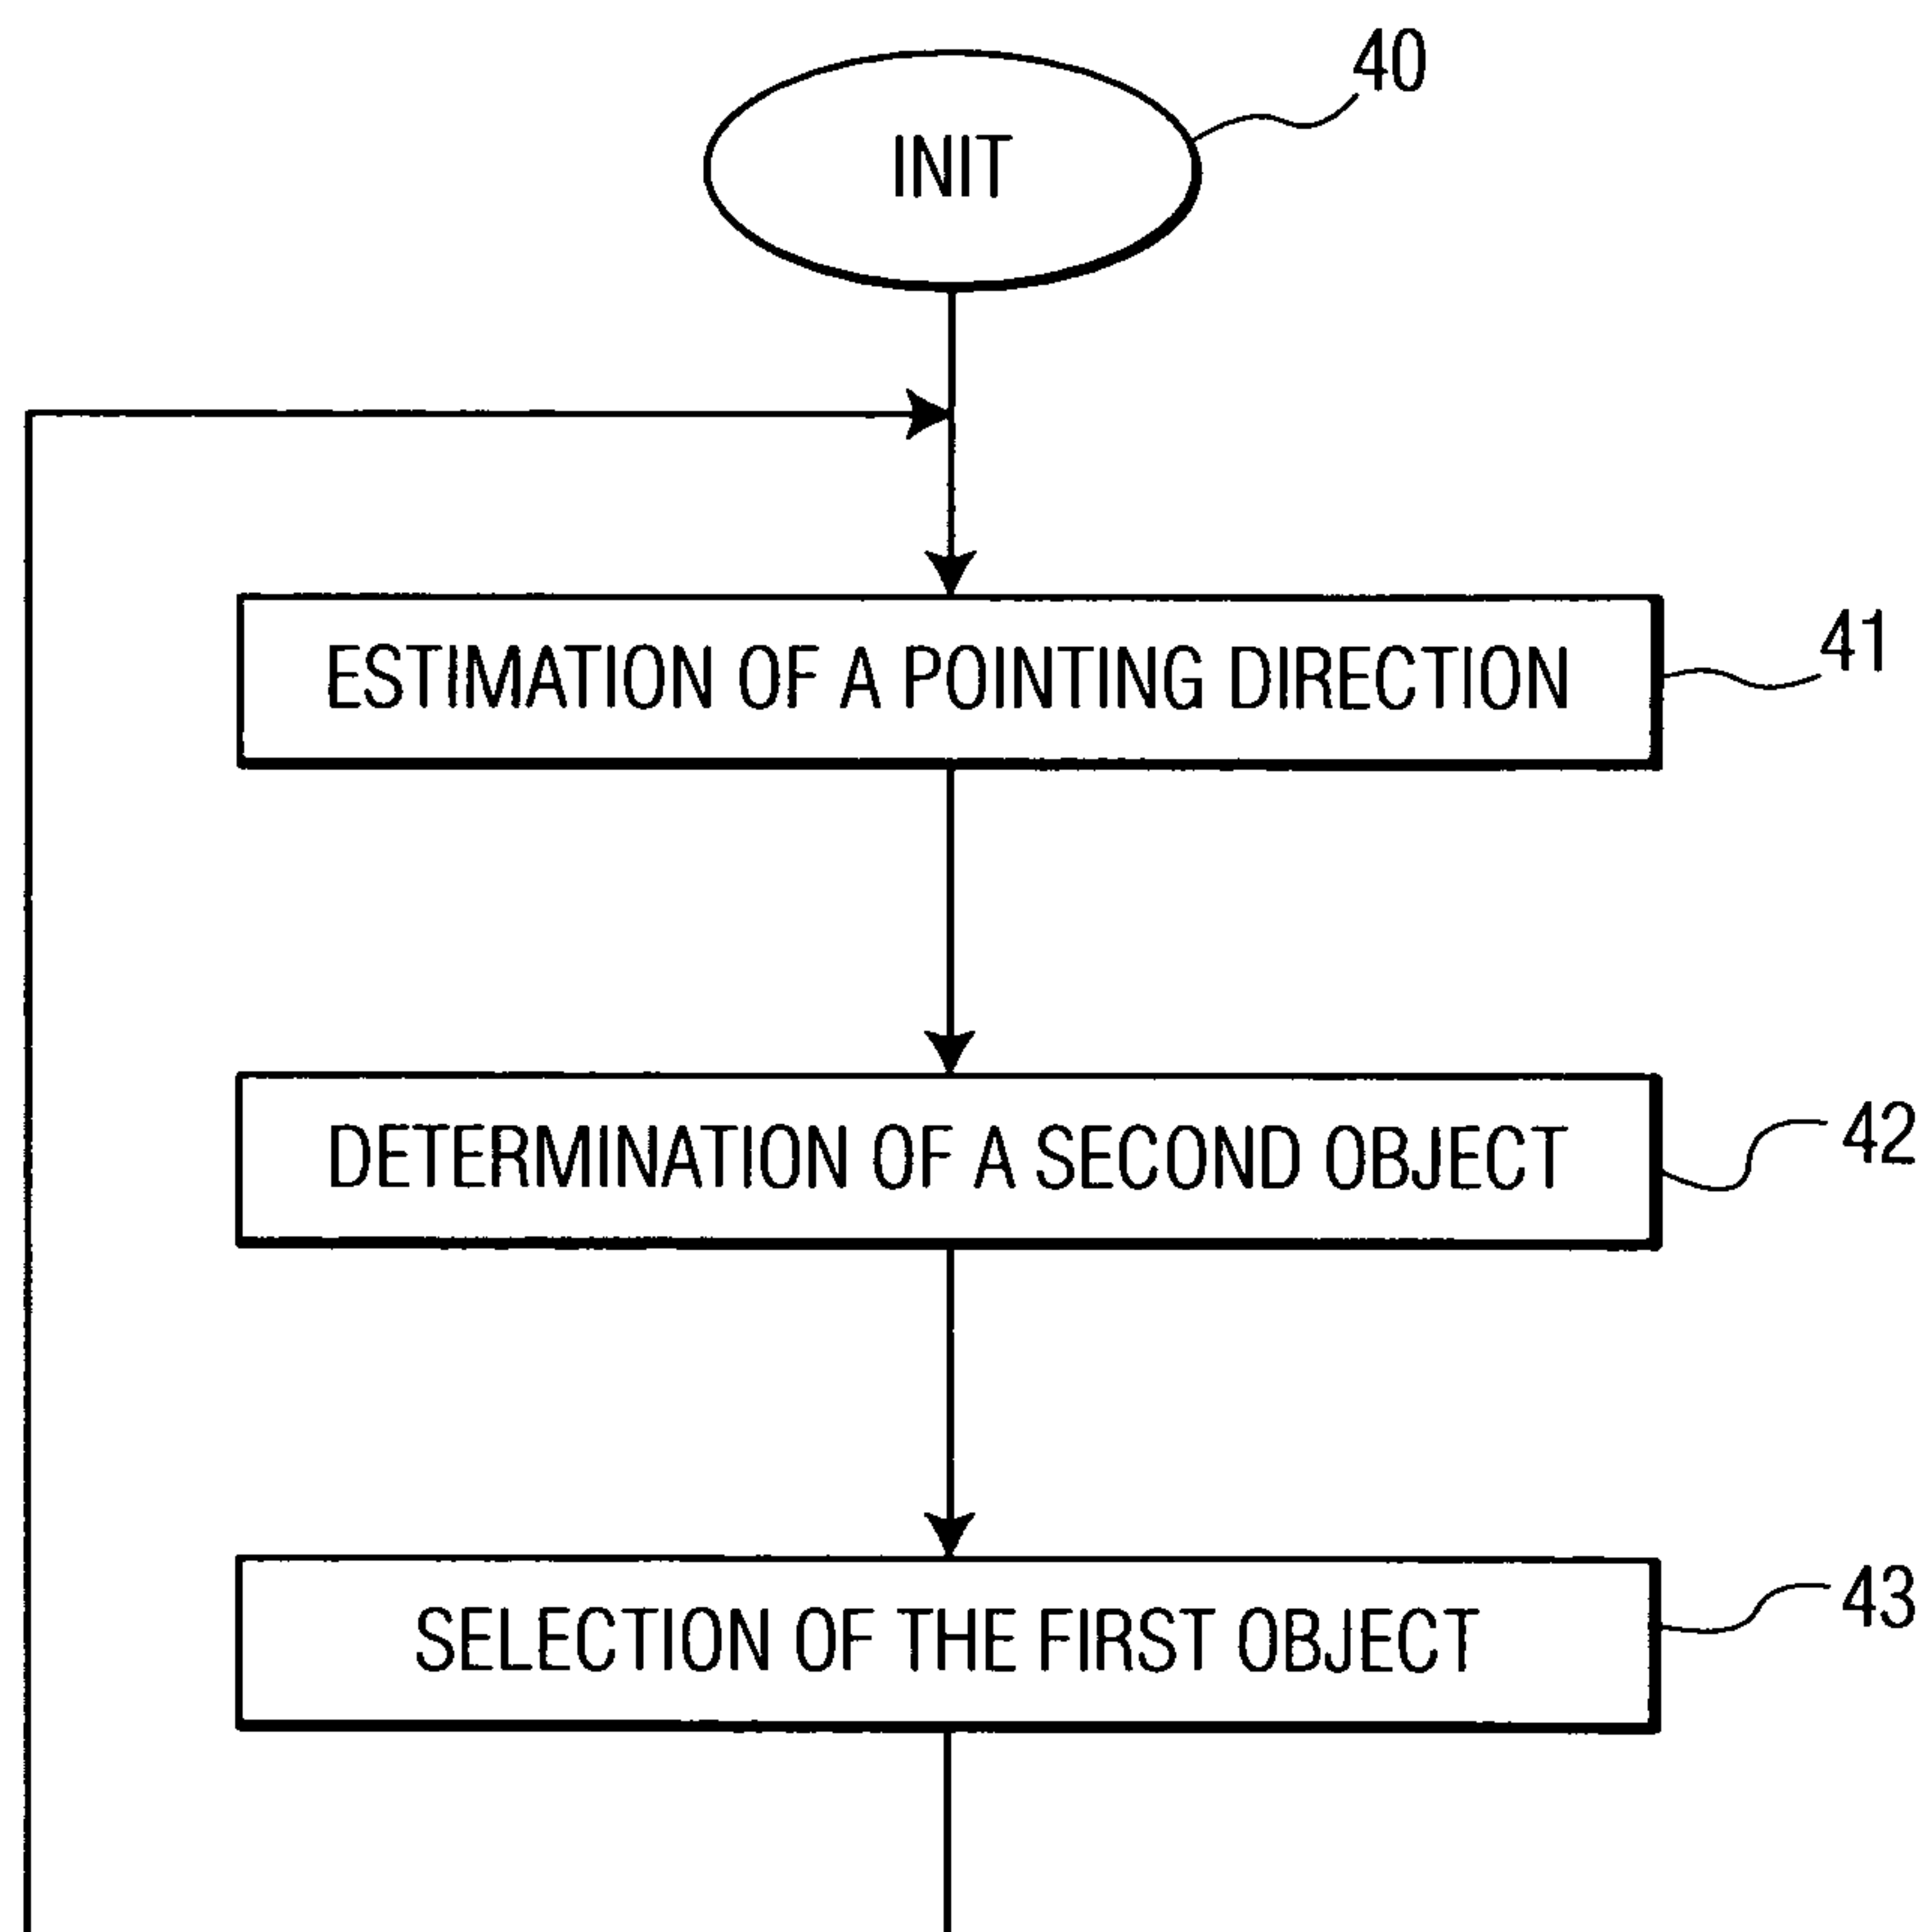 40
INIT
ESTIMATION OF A POINTING DIRECTION
41
DETERMINATION OF A SECOND OBJECT
42
SELECTION OF THE FIRST OBJECT
43